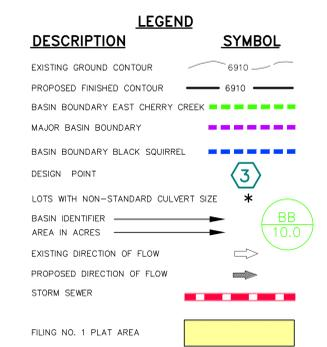 LEGEND
DESCRIPTION SYMBOL
EXISTING GROUND CONTOUR 6910
PROPOSED FINISHED CONTOUR 6910
BASIN BOUNDARY EAST CHERRY CREEK
MAJOR BASIN BOUNDARY
BASIN BOUNDARY BLACK SQUIRREL
DESIGN POINT 3
LOTS WITH NON-STANDARD CULVERT SIZE *
BASIN IDENTIFIER BB
AREA IN ACRES 10.0
EXISTING DIRECTION OF FLOW
PROPOSED DIRECTION OF FLOW
STORM SEWER
FILING NO. 1 PLAT AREA